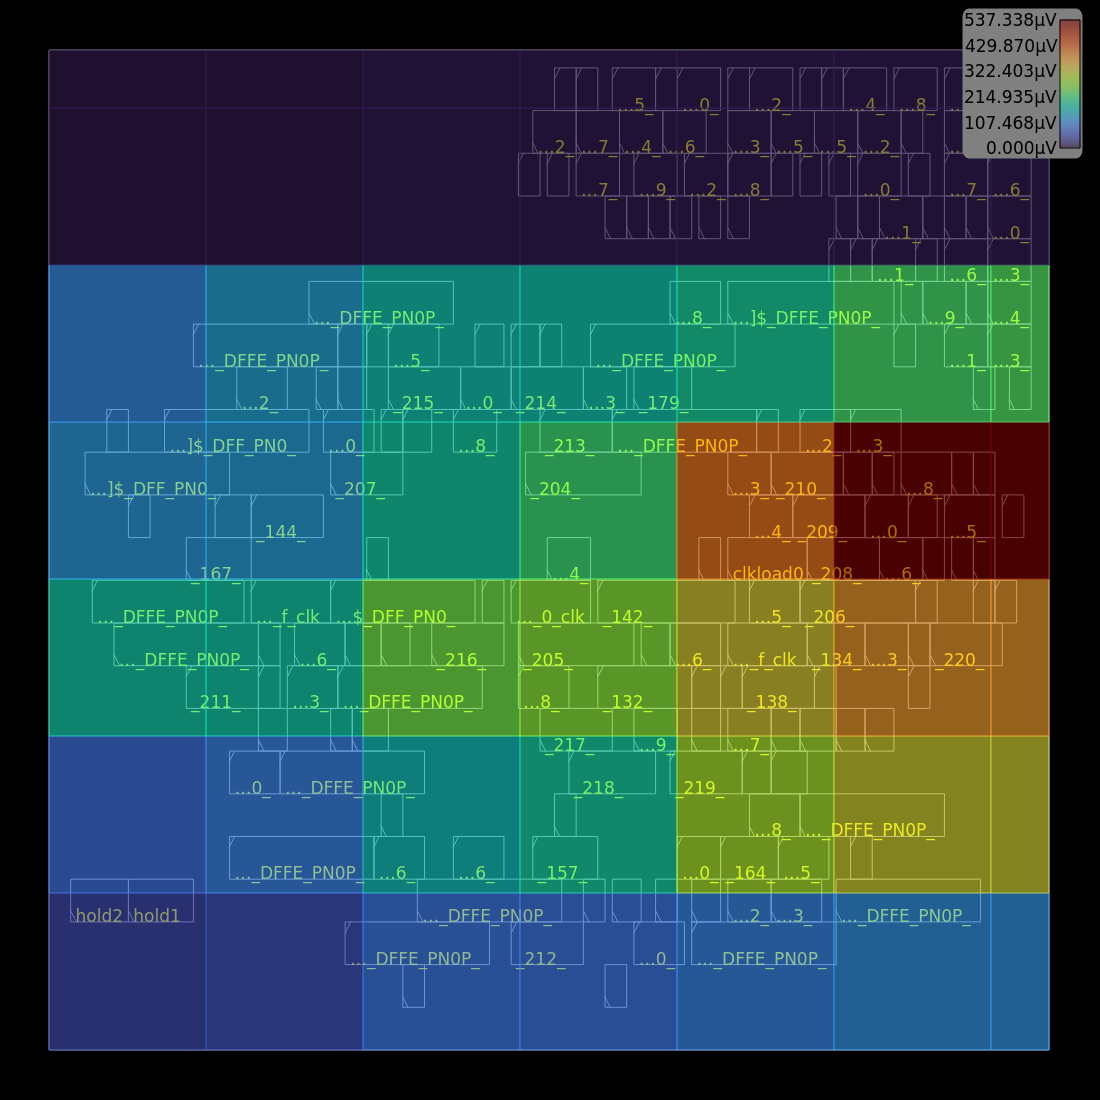 537.338µV
429.870µV
322.403µV
214.935µV
107.468µV
0.000µV
...5_ ...0_ ...2_ ...4_ ...8_
...2_ ...7_ ...4_ ...6_ ...3_ ...5_ ...5_ ...2_
...7_ ...9_ ...2_ ...8_ ...0_ ...7_ ...6_
...1_ ...0_
...1_ ...6_ ...3_
..._DFFE_PN0P_ ...8_ ...]$_DFFE_PN0P_ ...9_ ...4_
..._DFFE_PN0P_ ...5_ ..._DFFE_PN0P_ ...1_ ...3_
...2_ _215_ ...0_ _214_ ...3_ _179_
...]$_DFF_PN0_ ...0_ ...8_ _213_ ..._DFFE_PN0P_ ...2_ ...3_
...]$_DFF_PN0_ _207_ _204_ ...3_ _210_ ...8_
_144_ ...4_ _209_ ...0_ ...5_
_167_ ...4_ clkload0 _208_ ...6_
..._DFFE_PN0P_ ..._f_clk ...$_DFF_PN0_ ..._0_clk _142_ ...5_ _206_
..._DFFE_PN0P_ ...6_ _216_ _205_ ...6_ ..._f_clk _134_ ...3_ _220_
_211_ ...3_ ..._DFFE_PN0P_ ...8_ _132_ _138_
_217_ ...9_ ...7_
...0_ ..._DFFE_PN0P_ _218_ _219_
...8_ ..._DFFE_PN0P_
..._DFFE_PN0P_ ...6_ ...6_ _157_ ...0_ _164_ ...5_
hold2 hold1 ..._DFFE_PN0P_ ...2_ ...3_ ..._DFFE_PN0P_
..._DFFE_PN0P_ _212_ ...0_ ..._DFFE_PN0P_